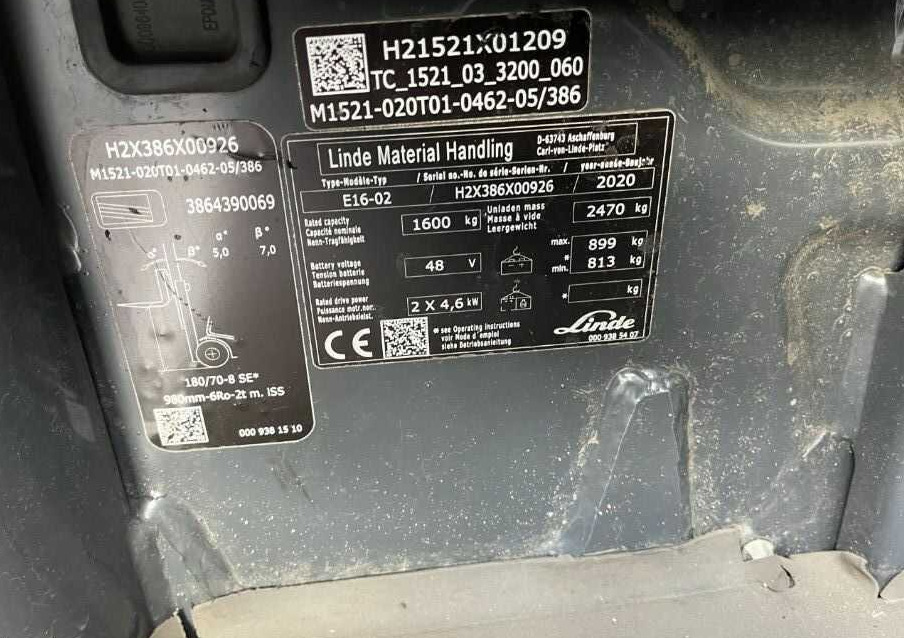 H21521X01209
TC_1521_03_3200_060
M1521-020T01-0462-05/386
H2X386X00926
M1521-020T01-0462-05/386
3864390069
α° β°
β° 5,0 7,0
180/70-8 SE*
980mm-6Ro-2t m. ISS
000 938 15 10
Linde Material Handling
D-63743 Aschaffenburg
Carl-von-Linde-Platz
Type-Modèle-Typ / Serial no.-No. de série-Serien-Nr. / year-année-Baujahr
E16-02 / H2X386X00926 / 2020
Rated capacity
Capacité nominale
Nenn-Tragfähigkeit
1600 kg
Unladen mass
Masse à vide
Leergewicht
2470 kg
Battery voltage
Tension batterie
Batteriespannung
48 V
max. 899 kg
* min. 813 kg
Rated drive power
Puissance motr.nom.
Nenn-Antriebsleist.
2 X 4,6 kW
* kg
CE
* see Operating instructions
voir Mode d'emploi
siehe Betriebsanleitung
Linde
000 938 54 07